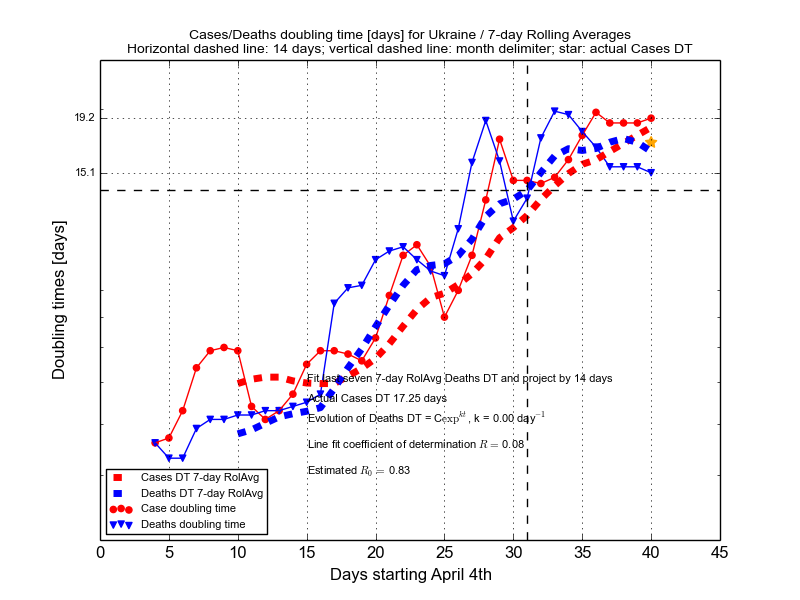 Cases/Deaths doubling time [days] for Ukraine / 7-day Rolling Averages
Horizontal dashed line: 14 days; vertical dashed line: month delimiter; star: actual Cases DT
19.2
15.1
Doubling times [days]
Fit last seven 7-day RolAvg Deaths DT and project by 14 days
Actual Cases DT 17.25 days
Evolution of Deaths DT = Cexp^{kt}, k = 0.00 day^{-1}
Line fit coefficient of determination R = 0.08
Estimated R_0 = 0.83
Cases DT 7-day RolAvg
Deaths DT 7-day RolAvg
Case doubling time
Deaths doubling time
0 5 10 15 20 25 30 35 40 45
Days starting April 4th